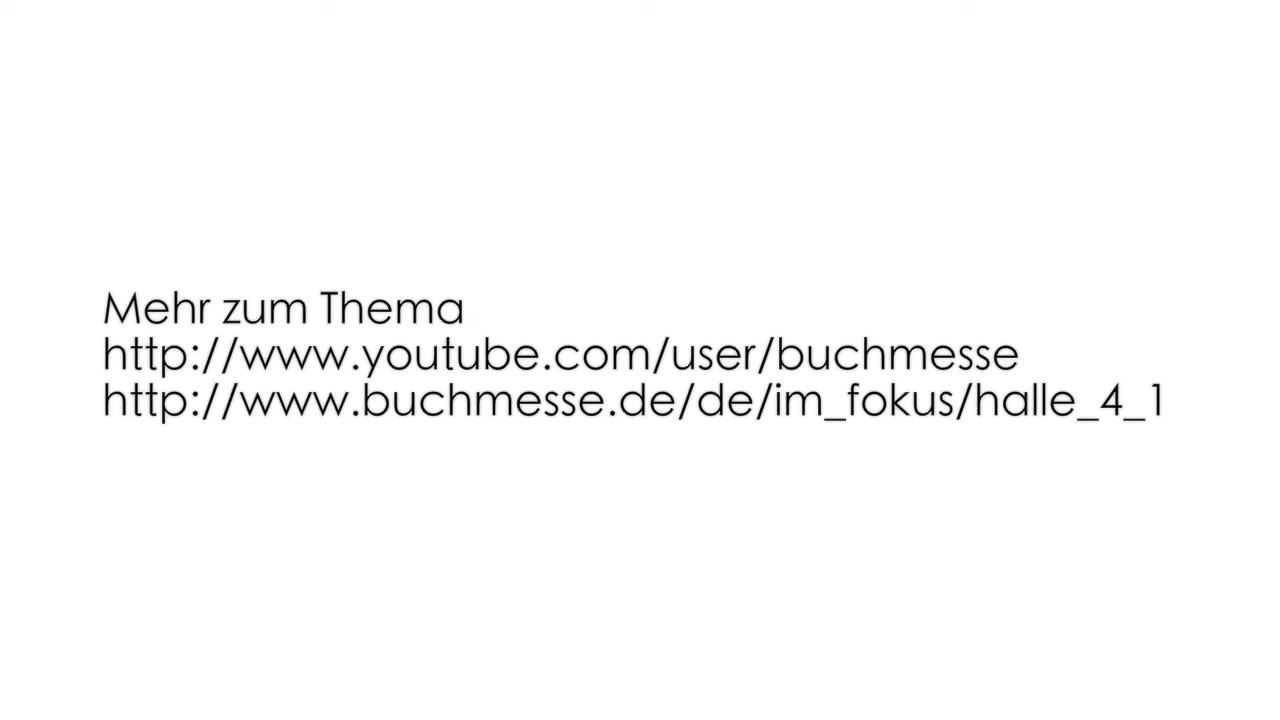 Mehr zum Thema
http://www.youtube.com/user/buchmesse
http://www.buchmesse.de/de/im_fokus/halle_4_1